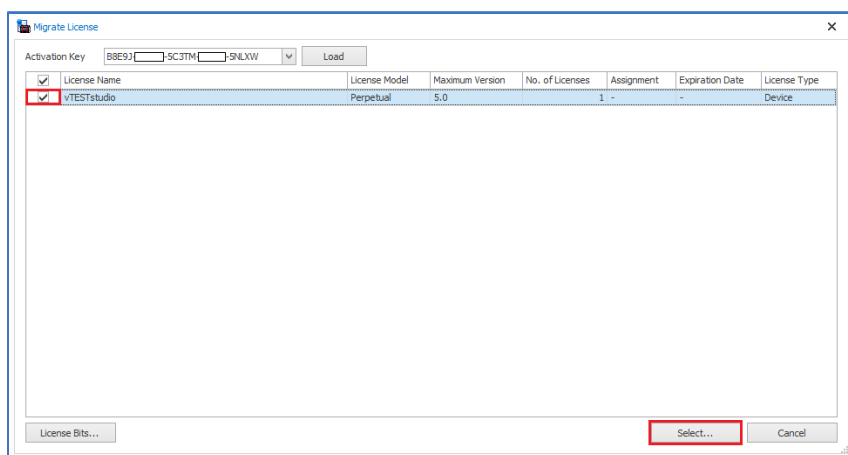 Migrate License
Activation Key B8E9J- -5C3TM- -5NLXW Load
License Name License Model Maximum Version No. of Licenses Assignment Expiration Date License Type
vTESTstudio Perpetual 5.0 1 - - Device
License Bits... Select... Cancel